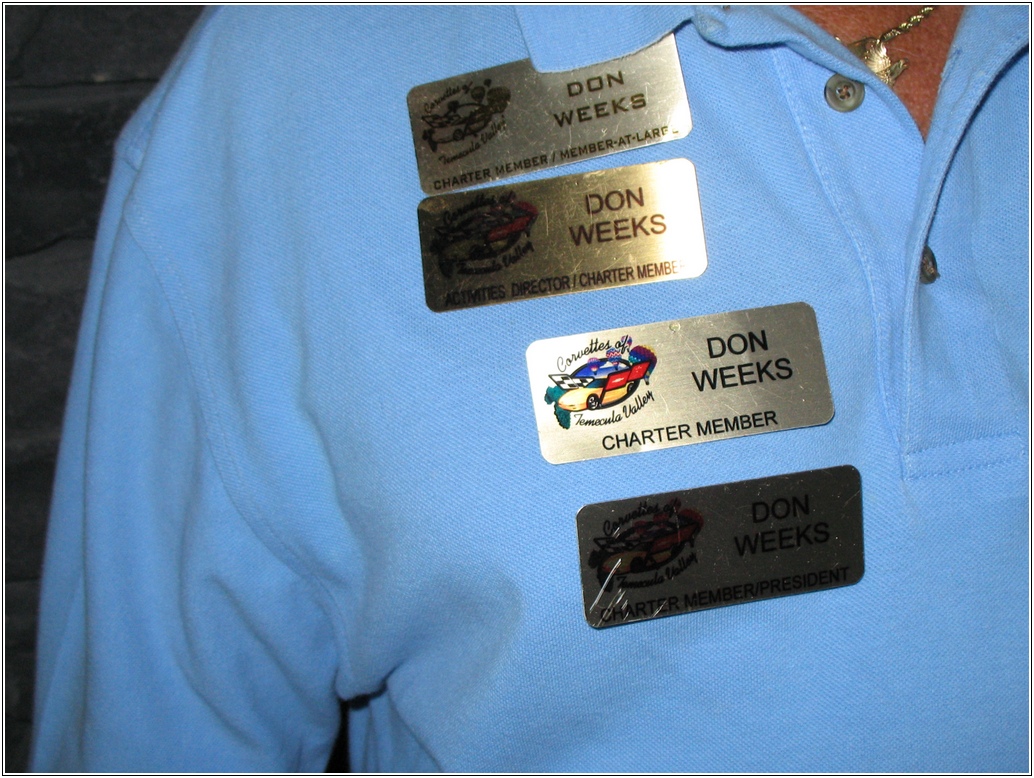 Corvettes of
Temecula Valley
DON
WEEKS
CHARTER MEMBER / MEMBER-AT-LARGE
Corvettes of
Temecula Valley
DON
WEEKS
ACTIVITIES DIRECTOR / CHARTER MEMBE
Corvettes of
Temecula Valley
DON
WEEKS
CHARTER MEMBER
Corvettes of
Temecula Valley
DON
WEEKS
CHARTER MEMBER/PRESIDENT